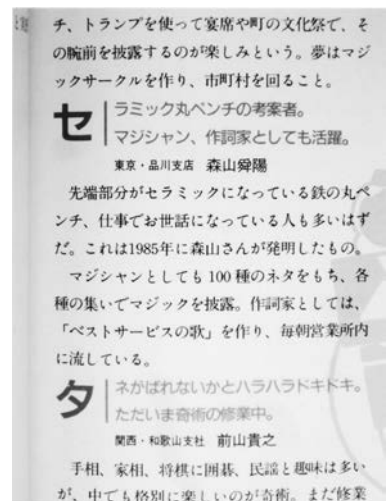 チ、トランプを使って宴席や町の文化祭で、そ
の腕前を披露するのが楽しみという。夢はマジ
ックサークルを作り、市町村を回ること。
セ
ラミック丸ペンチの考案者。
マジシャン、作詞家としても活躍。
東京・品川支店 森山舜陽
先端部分がセラミックになっている鉄の丸ペ
ンチ、仕事でお世話になっている人も多いはず
だ。これは1985年に森山さんが発明したもの。
マジシャンとしても100種のネタをもち、各
種の集いでマジックを披露。作詞家としては、
「ベストサービスの歌」を作り、毎朝営業所内
に流している。
タ
ネがばれないかとハラハラドキドキ。
ただいま奇術の修業中。
関西・和歌山支社 前山貴之
手相、家相、将棋に囲碁、民謡と趣味は多い
が、中でも格別に楽しいのが奇術。まだ修業